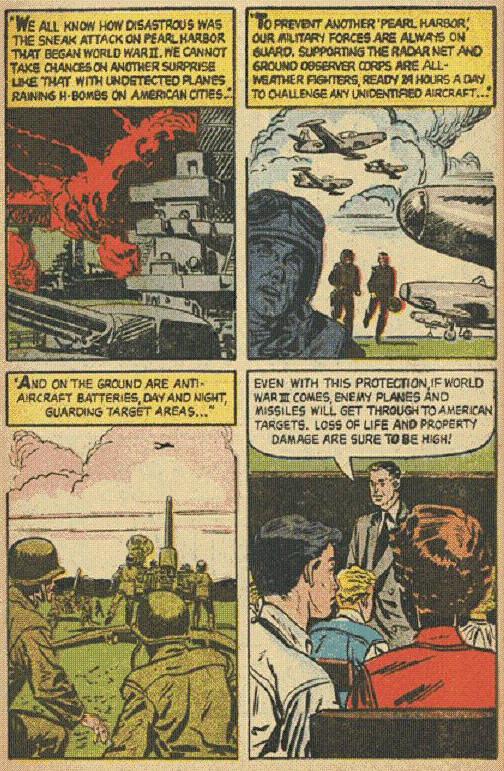 "WE ALL KNOW HOW DISASTROUS WAS
THE SNEAK ATTACK ON PEARL HARBOR
THAT BEGAN WORLD WAR II. WE CANNOT
TAKE CHANCES ON ANOTHER SURPRISE
LIKE THAT WITH UNDETECTED PLANES
RAINING H-BOMBS ON AMERICAN CITIES."
"TO PREVENT ANOTHER 'PEARL HARBOR,'
OUR MILITARY FORCES ARE ALWAYS ON
GUARD. SUPPORTING THE RADAR NET AND
GROUND OBSERVER CORPS ARE ALL-
WEATHER FIGHTERS, READY 24 HOURS A DAY
TO CHALLENGE ANY UNIDENTIFIED AIRCRAFT..."
"AND ON THE GROUND ARE ANTI-
AIRCRAFT BATTERIES, DAY AND NIGHT,
GUARDING TARGET AREAS..."
EVEN WITH THIS PROTECTION, IF WORLD
WAR III COMES, ENEMY PLANES AND
MISSILES WILL GET THROUGH TO AMERICAN
TARGETS. LOSS OF LIFE AND PROPERTY
DAMAGE ARE SURE TO BE HIGH!